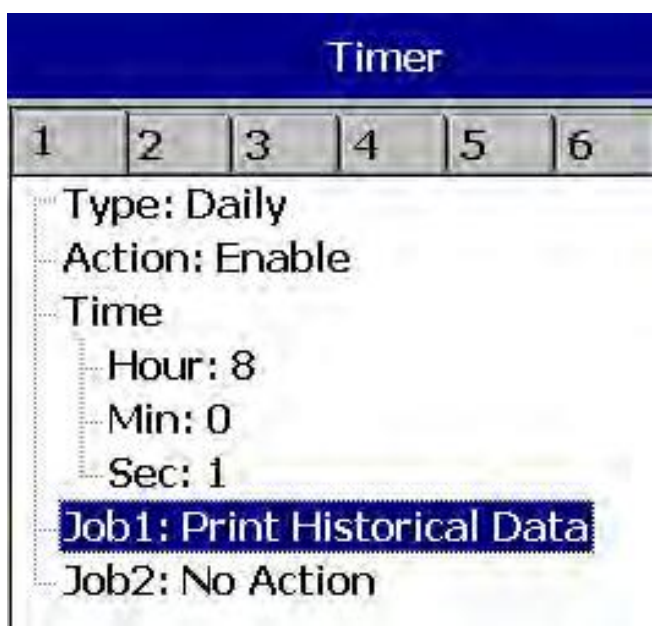 Timer
1 2 3 4 5 6
Type: Daily
Action: Enable
Time
Hour: 8
Min: 0
Sec: 1
Job1: Print Historical Data
Job2: No Action